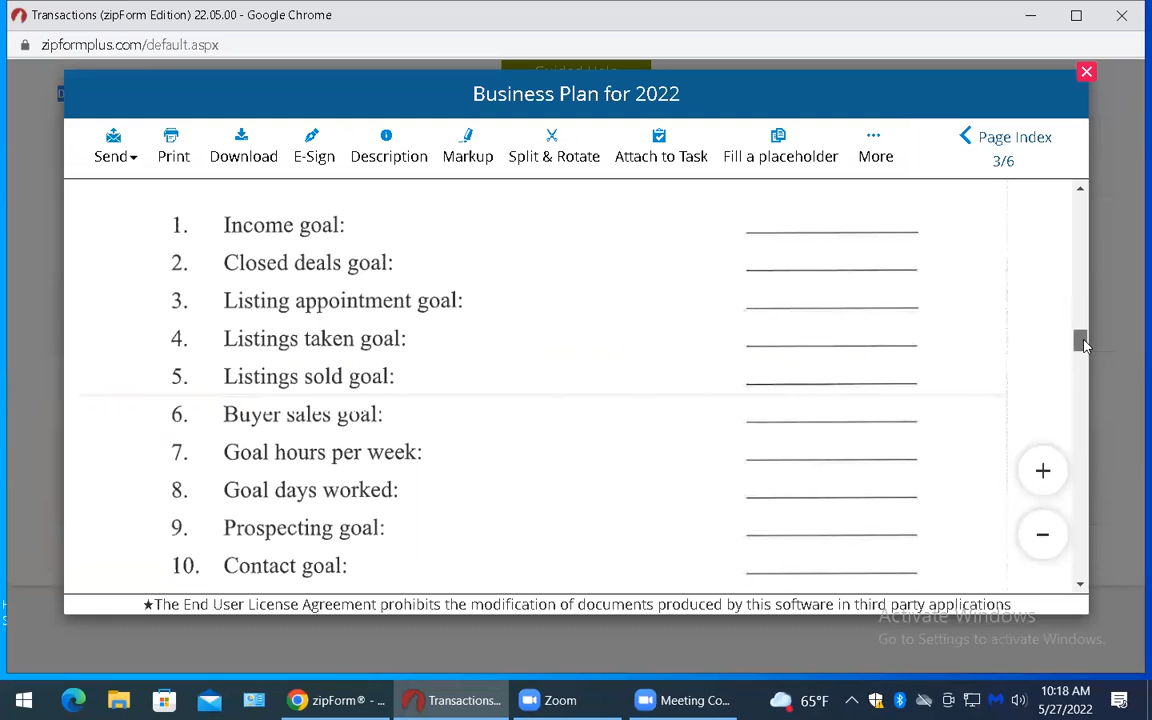 Transactions (zipForm Edition) 22.05.00 - Google Chrome
zipformplus.com/default.aspx
Business Plan for 2022
Send Print Download E-Sign Description Markup Split & Rotate Attach to Task Fill a placeholder More
Page Index
3/6
1. Income goal:
2. Closed deals goal:
3. Listing appointment goal:
4. Listings taken goal:
5. Listings sold goal:
6. Buyer sales goal:
7. Goal hours per week:
8. Goal days worked:
9. Prospecting goal:
10. Contact goal:
★The End User License Agreement prohibits the modification of documents produced by this software in third party applications
Activate Windows
Go to Settings to activate Windows.
zipForm® - ...
Transactions...
Zoom
Meeting Co...
65°F
10:18 AM
5/27/2022